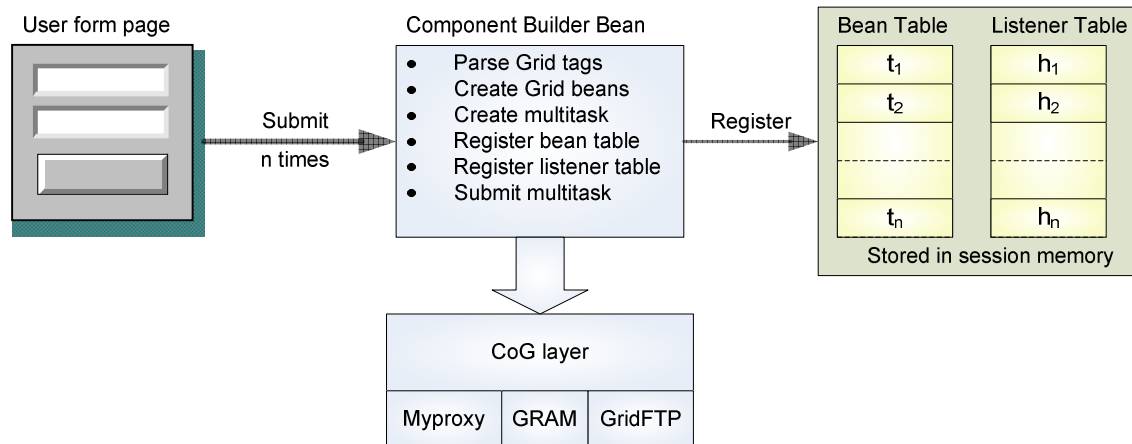 User form page
Submit
n times
Component Builder Bean
• Parse Grid tags
• Create Grid beans
• Create multitask
• Register bean table
• Register listener table
• Submit multitask
Register
Bean Table
t₁
t₂
tₙ
Listener Table
h₁
h₂
hₙ
Stored in session memory
CoG layer
Myproxy
GRAM
GridFTP